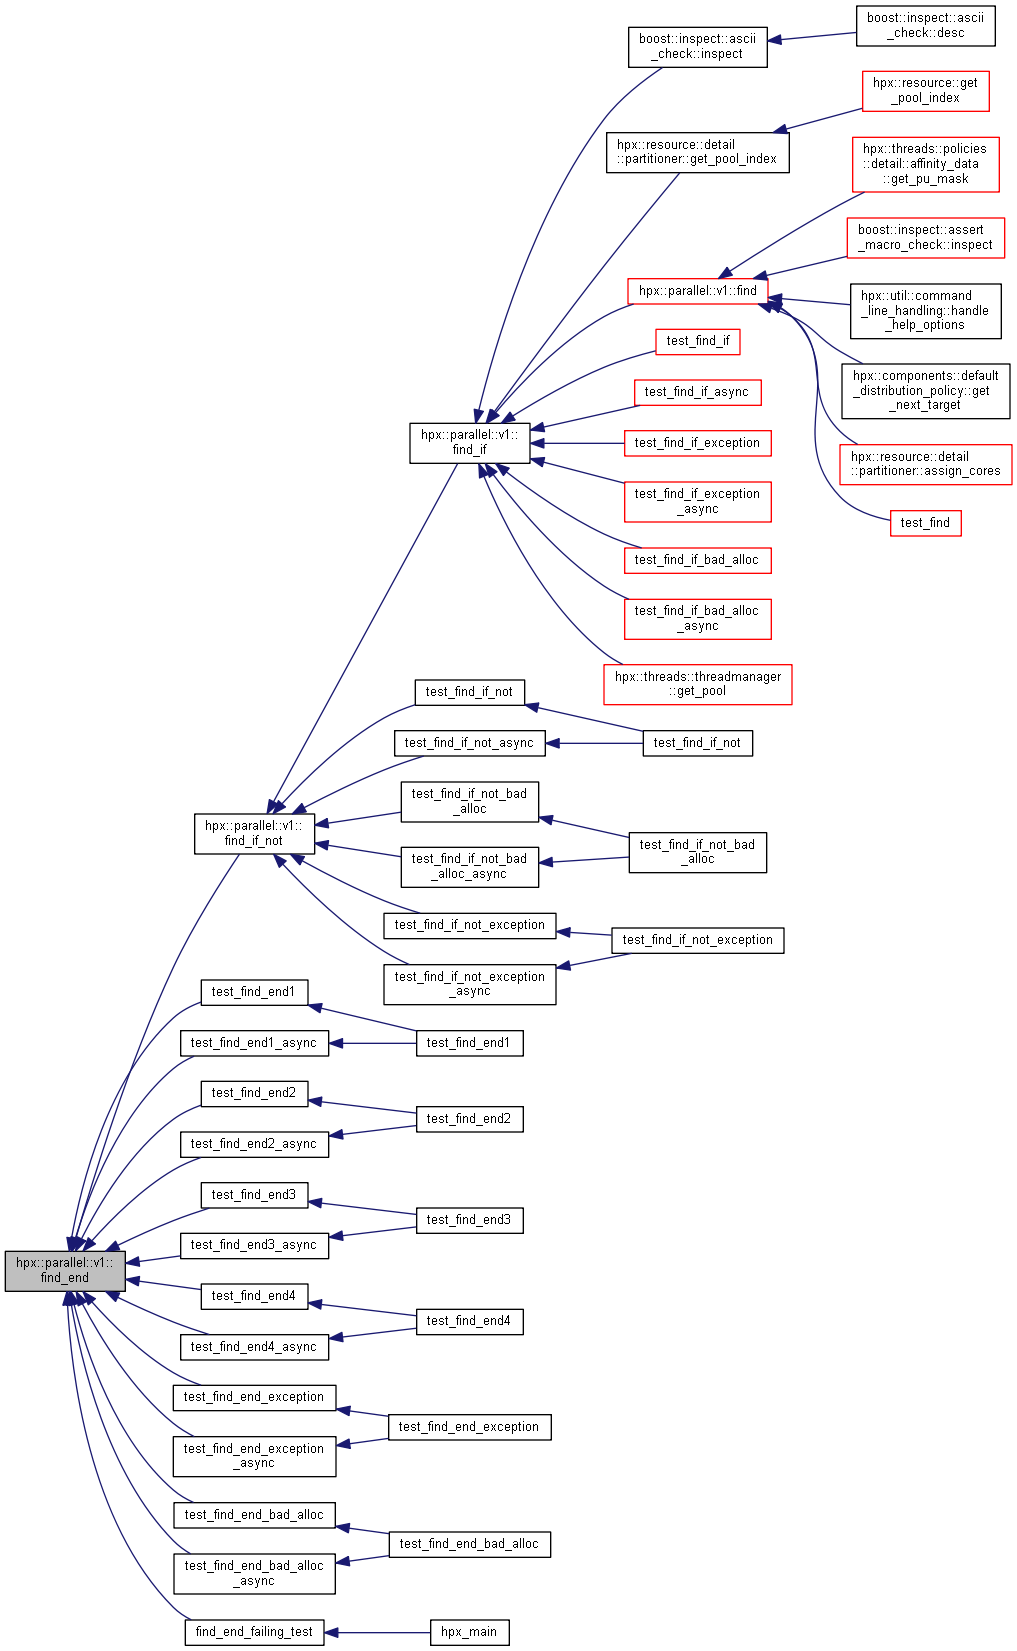 boost::inspect::ascii
_check::desc
boost::inspect::ascii
_check::inspect
hpx::resource::get
_pool_index
hpx::resource::detail
::partitioner::get_pool_index
hpx::threads::policies
::detail::affinity_data
::get_pu_mask
boost::inspect::assert
_macro_check::inspect
hpx::parallel::v1::find
hpx::util::command
_line_handling::handle
_help_options
test_find_if
hpx::components::default
_distribution_policy::get
_next_target
test_find_if_async
hpx::parallel::v1::
find_if
test_find_if_exception
hpx::resource::detail
::partitioner::assign_cores
test_find_if_exception
_async
test_find
test_find_if_bad_alloc
test_find_if_bad_alloc
_async
hpx::threads::threadmanager
::get_pool
test_find_if_not
test_find_if_not_async
test_find_if_not
test_find_if_not_bad
_alloc
hpx::parallel::v1::
find_if_not
test_find_if_not_bad
_alloc
test_find_if_not_bad
_alloc_async
test_find_if_not_exception
test_find_if_not_exception
test_find_if_not_exception
_async
test_find_end1
test_find_end1_async
test_find_end1
test_find_end2
test_find_end2
test_find_end2_async
test_find_end3
test_find_end3
test_find_end3_async
hpx::parallel::v1::
find_end
test_find_end4
test_find_end4
test_find_end4_async
test_find_end_exception
test_find_end_exception
test_find_end_exception
_async
test_find_end_bad_alloc
test_find_end_bad_alloc
test_find_end_bad_alloc
_async
find_end_failing_test
hpx_main